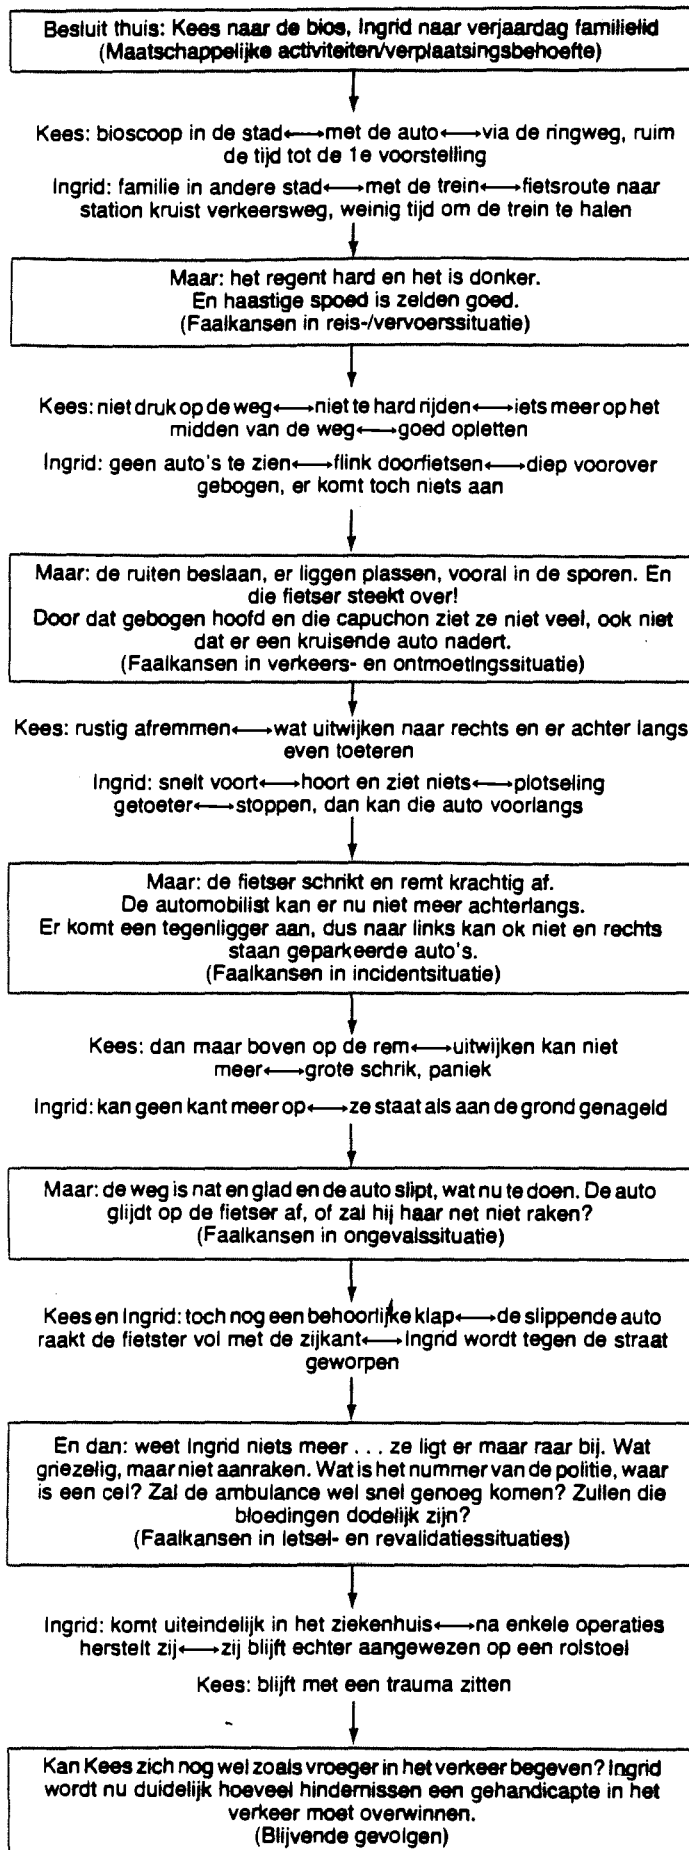 Besluit thuis: Kees naar de bios, Ingrid naar verjaardag familielid
(Maatschappelijke activiteiten/verplaatsingsbehoefte)
Kees: bioscoop in de stad⟷met de auto⟷via de ringweg, ruim
de tijd tot de 1e voorstelling
Ingrid: familie in andere stad⟷met de trein⟷fietsroute naar
station kruist verkeersweg, weinig tijd om de trein te halen
Maar: het regent hard en het is donker.
En haastige spoed is zelden goed.
(Faalkansen in reis-/vervoerssituatie)
Kees: niet druk op de weg⟷niet te hard rijden⟷iets meer op het
midden van de weg⟷goed opletten
Ingrid: geen auto's te zien⟷flink doorfietsen⟷diep voorover
gebogen, er komt toch niets aan
Maar: de ruiten beslaan, er liggen plassen, vooral in de sporen. En
die fietser steekt over!
Door dat gebogen hoofd en die capuchon ziet ze niet veel, ook niet
dat er een kruisende auto nadert.
(Faalkansen in verkeers- en ontmoetingssituatie)
Kees: rustig afremmen⟷wat uitwijken naar rechts en er achter langs
even toeteren
Ingrid: snelt voort⟷hoort en ziet niets⟷plotseling
getoeter⟷stoppen, dan kan die auto voorlangs
Maar: de fietser schrikt en remt krachtig af.
De automobilist kan er nu niet meer achterlangs.
Er komt een tegenligger aan, dus naar links kan ok niet en rechts
staan geparkeerde auto's.
(Faalkansen in incidentsituatie)
Kees: dan maar boven op de rem⟷uitwijken kan niet
meer⟷grote schrik, paniek
Ingrid: kan geen kant meer op⟷ze staat als aan de grond genageld
Maar: de weg is nat en glad en de auto slipt, wat nu te doen. De auto
glijdt op de fietser af, of zal hij haar net niet raken?
(Faalkansen in ongevalssituatie)
Kees en Ingrid: toch nog een behoorlijke klap⟷de slippende auto
raakt de fietster vol met de zijkant⟷Ingrid wordt tegen de straat
geworpen
En dan: weet Ingrid niets meer . . . ze ligt er maar raar bij. Wat
griezelig, maar niet aanraken. Wat is het nummer van de politie, waar
is een cel? Zal de ambulance wel snel genoeg komen? Zullen die
bloedingen dodelijk zijn?
(Faalkansen in letsel- en revalidatiessituaties)
Ingrid: komt uiteindelijk in het ziekenhuis⟷na enkele operaties
herstelt zij⟷zij blijft echter aangewezen op een rolstoel
Kees: blijft met een trauma zitten
Kan Kees zich nog wel zoals vroeger in het verkeer begeven? Ingrid
wordt nu duidelijk hoeveel hindernissen een gehandicapte in het
verkeer moet overwinnen.
(Blijvende gevolgen)